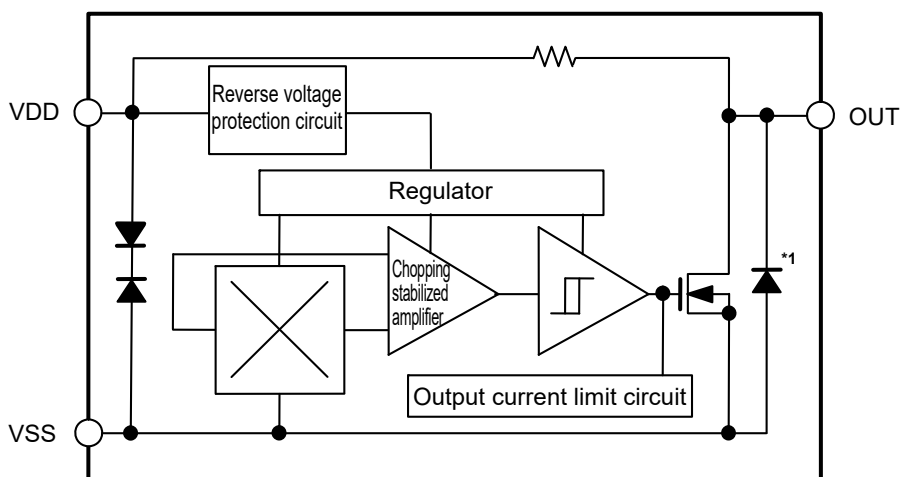 Reverse voltage
protection circuit
VDD
OUT
Regulator
Chopping
stabilized
amplifier
*1
Output current limit circuit
VSS